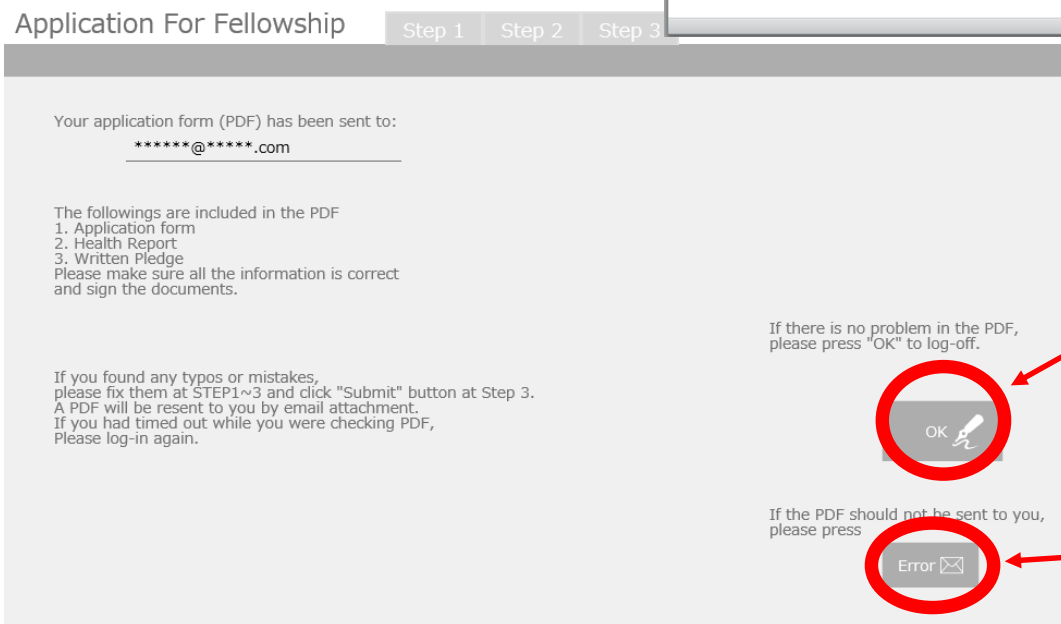 Application For Fellowship
Step 1 Step 2 Step 3
Your application form (PDF) has been sent to:
******@*****.com
The followings are included in the PDF
1. Application form
2. Health Report
3. Written Pledge
Please make sure all the information is correct
and sign the documents.
If there is no problem in the PDF,
please press "OK" to log-off.
If you found any typos or mistakes,
please fix them at STEP1~3 and click "Submit" button at Step 3.
A PDF will be resent to you by email attachment.
If you had timed out while you were checking PDF,
Please log-in again.
OK
If the PDF should not be sent to you,
please press
Error